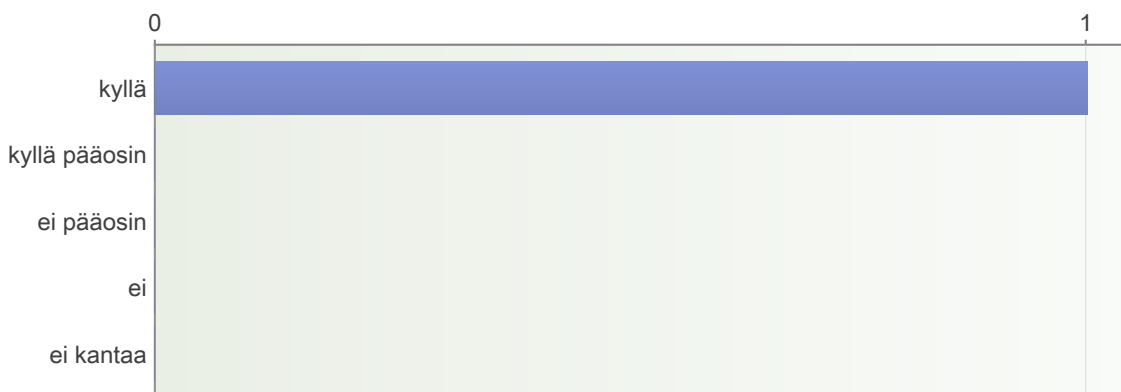 0 1
kyllä
kyllä pääosin
ei pääosin
ei
ei kantaa